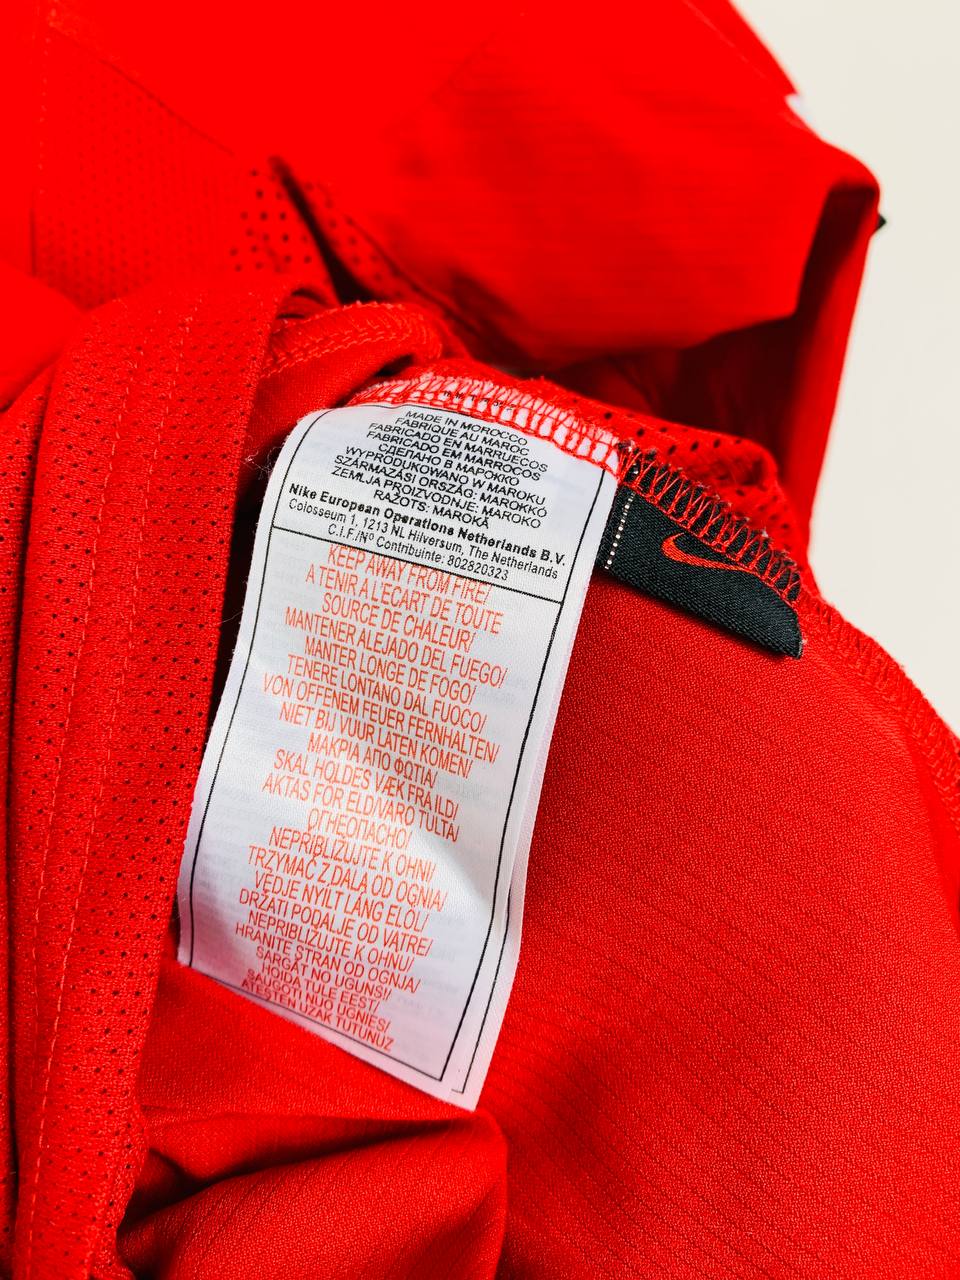 MADE IN MOROCCO
FABRIQUE AU MAROC
FABRICADO EN MARRUECOS
FABRICADO EM MARROCOS
СДЕЛАНО В МАРОККО
WYPRODUKOWANO W MAROKU
SZÁRMAZÁSI ORSZÁG: MAROKKÓ
ZEMLJA PROIZVODNJE: MAROKO
RAŽOTS: MAROKĀ
Nike European Operations Netherlands B.V.
Colosseum 1, 1213 NL Hilversum, The Netherlands
C.I.F./Nº Contribuinte: 802820323
KEEP AWAY FROM FIRE/
A TENIR A L'ÉCART DE TOUTE
SOURCE DE CHALEUR/
MANTENER ALEJADO DEL FUEGO/
MANTER LONGE DE FOGO/
TENERE LONTANO DAL FUOCO/
VON OFFENEM FEUER FERNHALTEN/
NIET BIJ VUUR LATEN KOMEN/
ΜΑΚΡΙΑ ΑΠΟ ΦΩΤΙΑ/
SKAL HOLDES VÆK FRA ILD/
AKTAS FÖR ELD/VARO TULTA/
ОГНЕОПАСНО/
NEPRIBLIŽUJTE K OHNI/
TRZYMAĆ Z DALA OD OGNIA/
VÉDJE NYÍLT LÁNG ELŐL/
DRŽATI PODALJE OD VATRE/
NEPRIBLIŽUJTE K OHŇU/
HRANITE STRAN OD OGNJA/
SARGĀT NO UGUNS/
HOIDA TULE EEST/
SAUGOTI NUO UGNIES/
ATEŞTEN UZAK TUTUNUZ